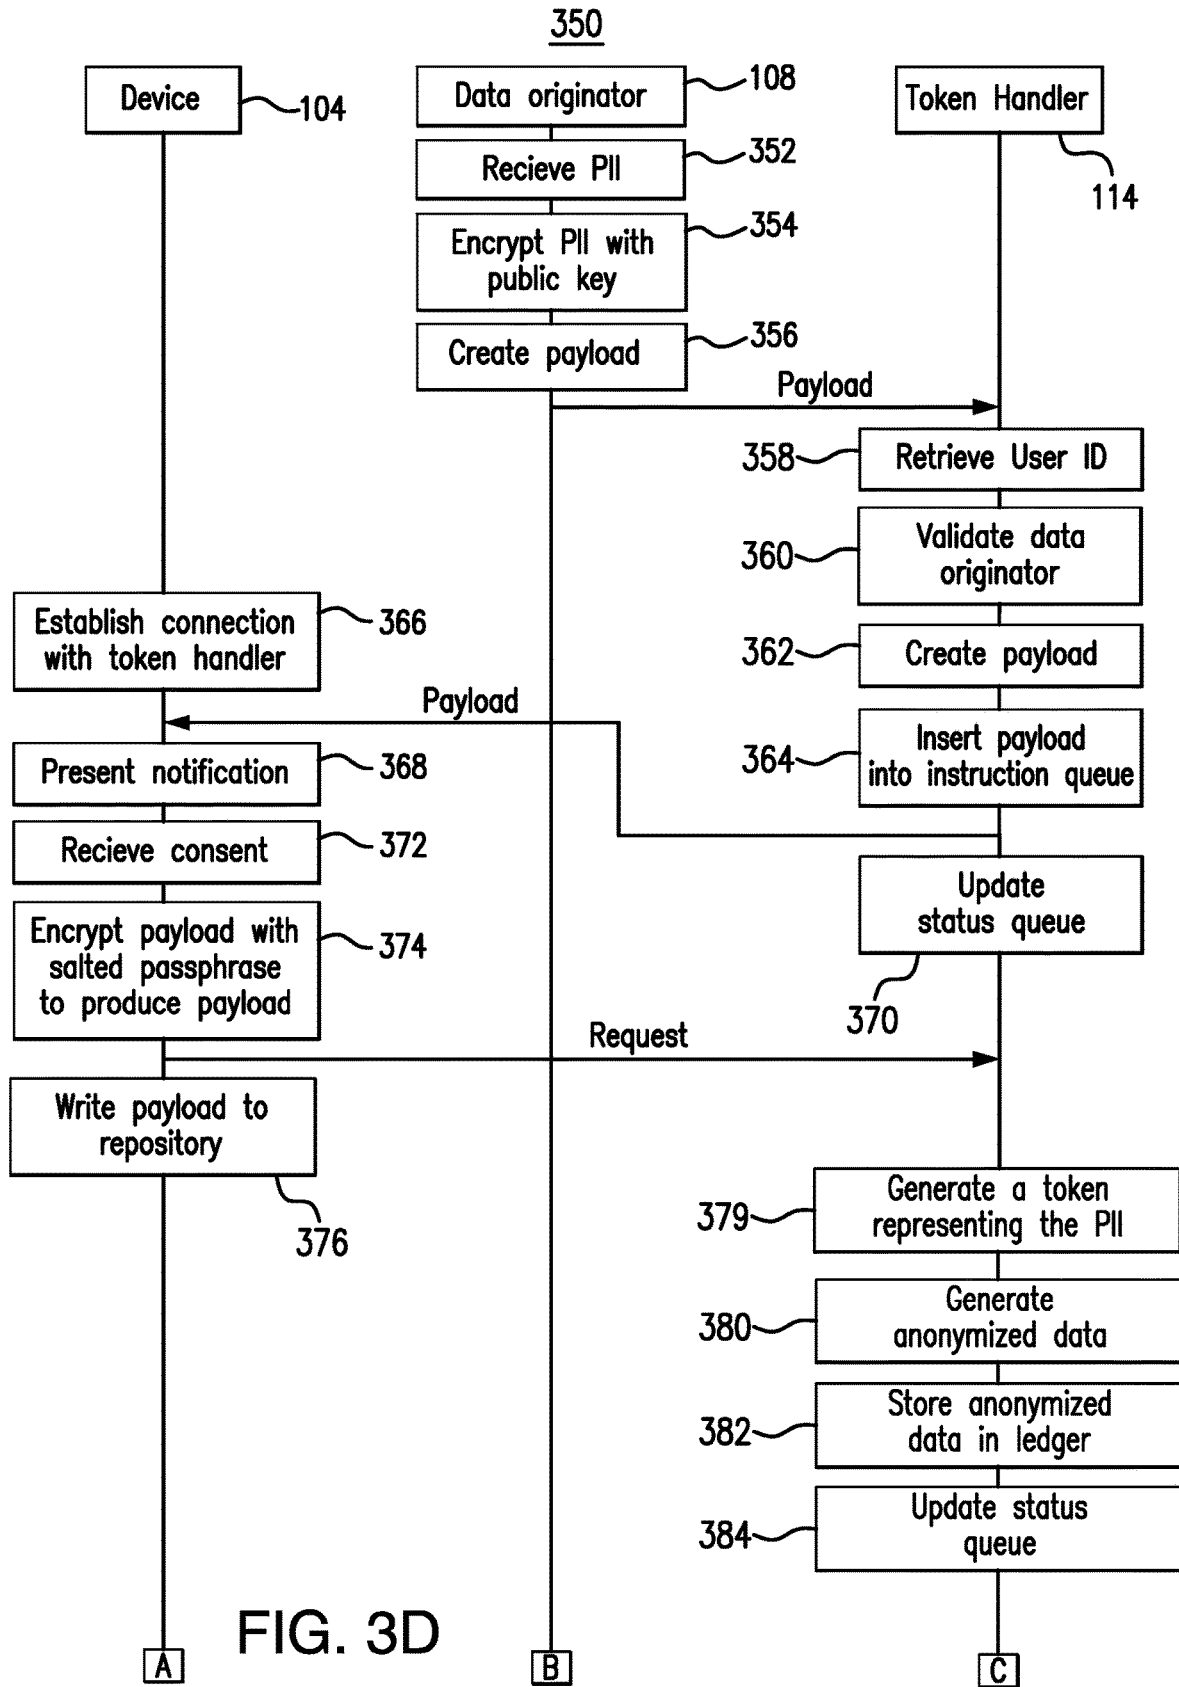 350
Device
104
Data originator
108
Token Handler
114
Recieve PII
352
Encrypt PII with
public key
354
Create payload
356
Payload
358
Retrieve User ID
360
Validate data
originator
Establish connection
with token handler
366
362
Create payload
Payload
364
Insert payload
into instruction queue
Present notification
368
Recieve consent
372
Update
status queue
370
Encrypt payload with
salted passphrase
to produce payload
374
Request
Write payload to
repository
376
379
Generate a token
representing the PII
380
Generate
anonymized data
382
Store anonymized
data in ledger
384
Update status
queue
FIG. 3D
A
B
C